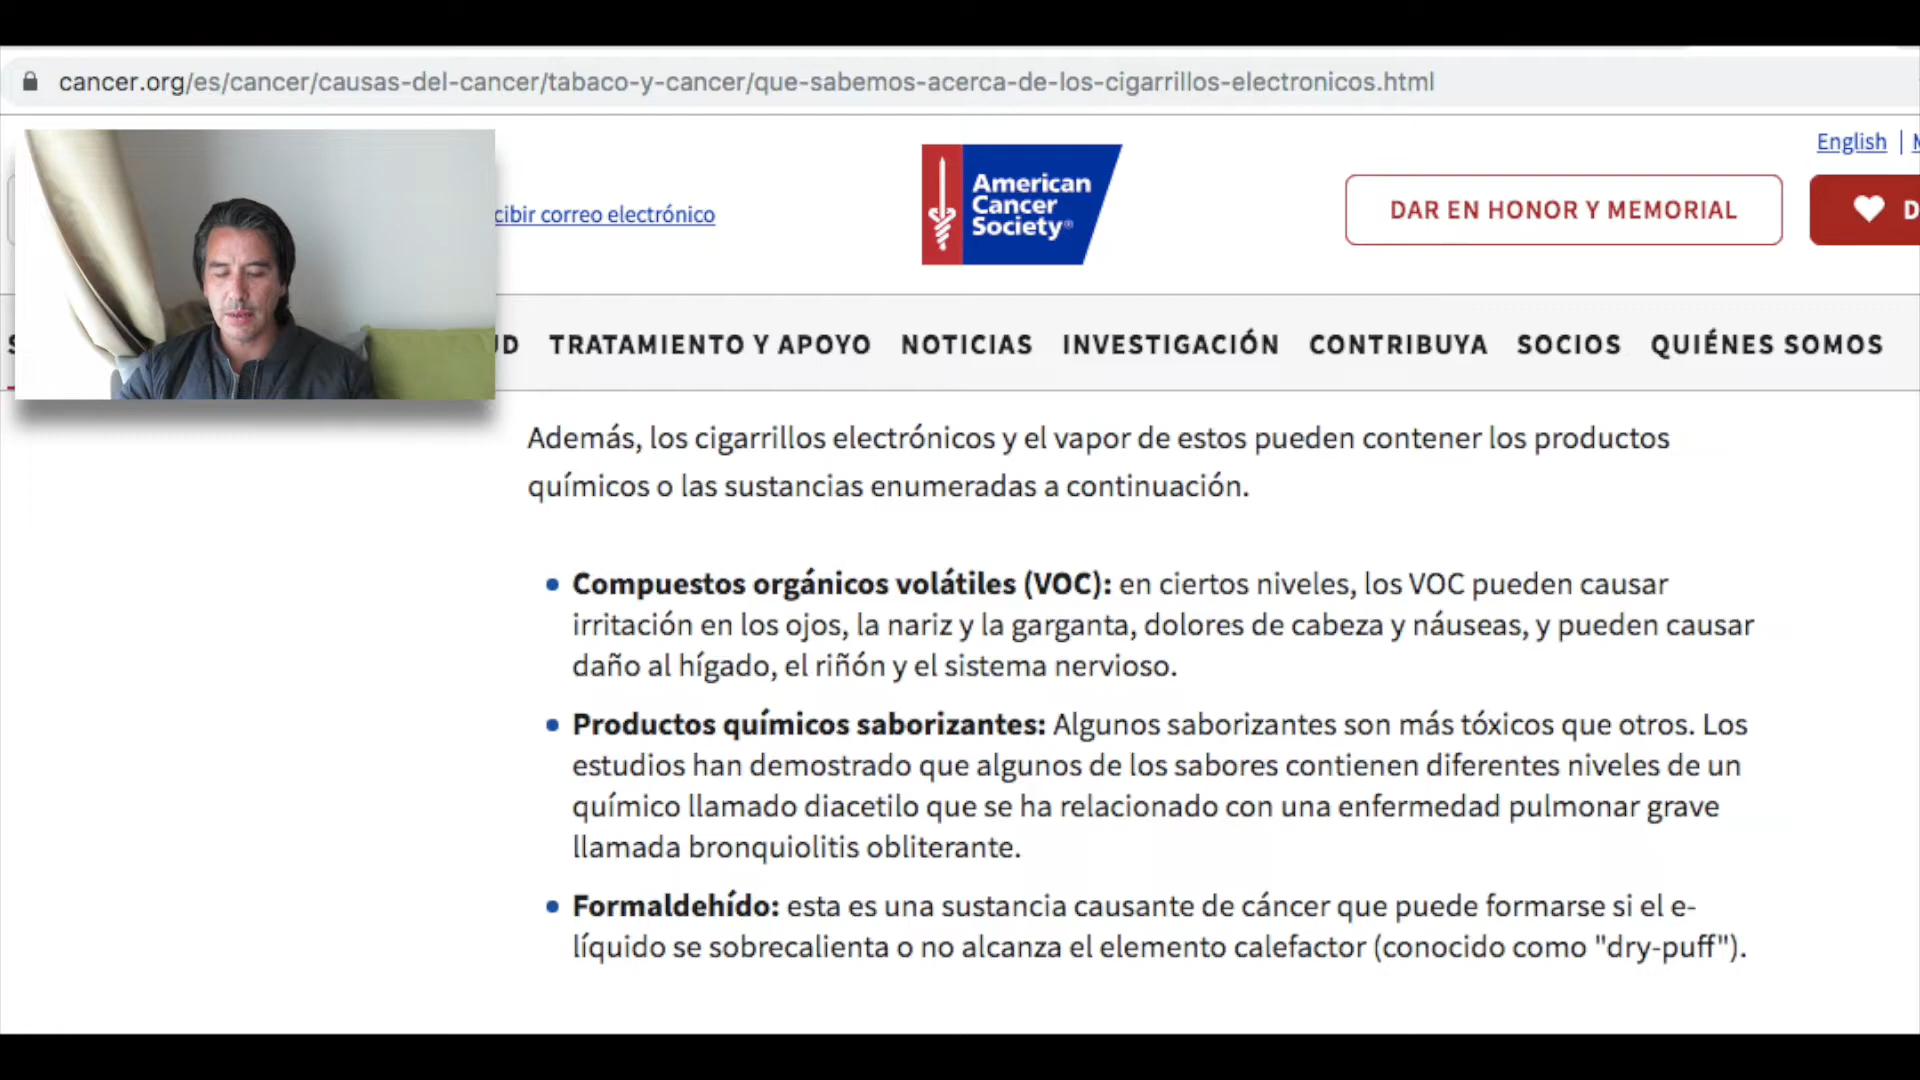 cancer.org/es/cancer/causas-del-cancer/tabaco-y-cancer/que-sabemos-acerca-de-los-cigarrillos-electronicos.html
English |
cibir correo electrónico
American
Cancer
Society®
DAR EN HONOR Y MEMORIAL
TRATAMIENTO Y APOYO NOTICIAS INVESTIGACIÓN CONTRIBUYA SOCIOS QUIÉNES SOMOS
Además, los cigarrillos electrónicos y el vapor de estos pueden contener los productos
químicos o las sustancias enumeradas a continuación.
• Compuestos orgánicos volátiles (VOC): en ciertos niveles, los VOC pueden causar
irritación en los ojos, la nariz y la garganta, dolores de cabeza y náuseas, y pueden causar
daño al hígado, el riñón y el sistema nervioso.
• Productos químicos saborizantes: Algunos saborizantes son más tóxicos que otros. Los
estudios han demostrado que algunos de los sabores contienen diferentes niveles de un
químico llamado diacetilo que se ha relacionado con una enfermedad pulmonar grave
llamada bronquiolitis obliterante.
• Formaldehído: esta es una sustancia causante de cáncer que puede formarse si el e-
líquido se sobrecalienta o no alcanza el elemento calefactor (conocido como "dry-puff").